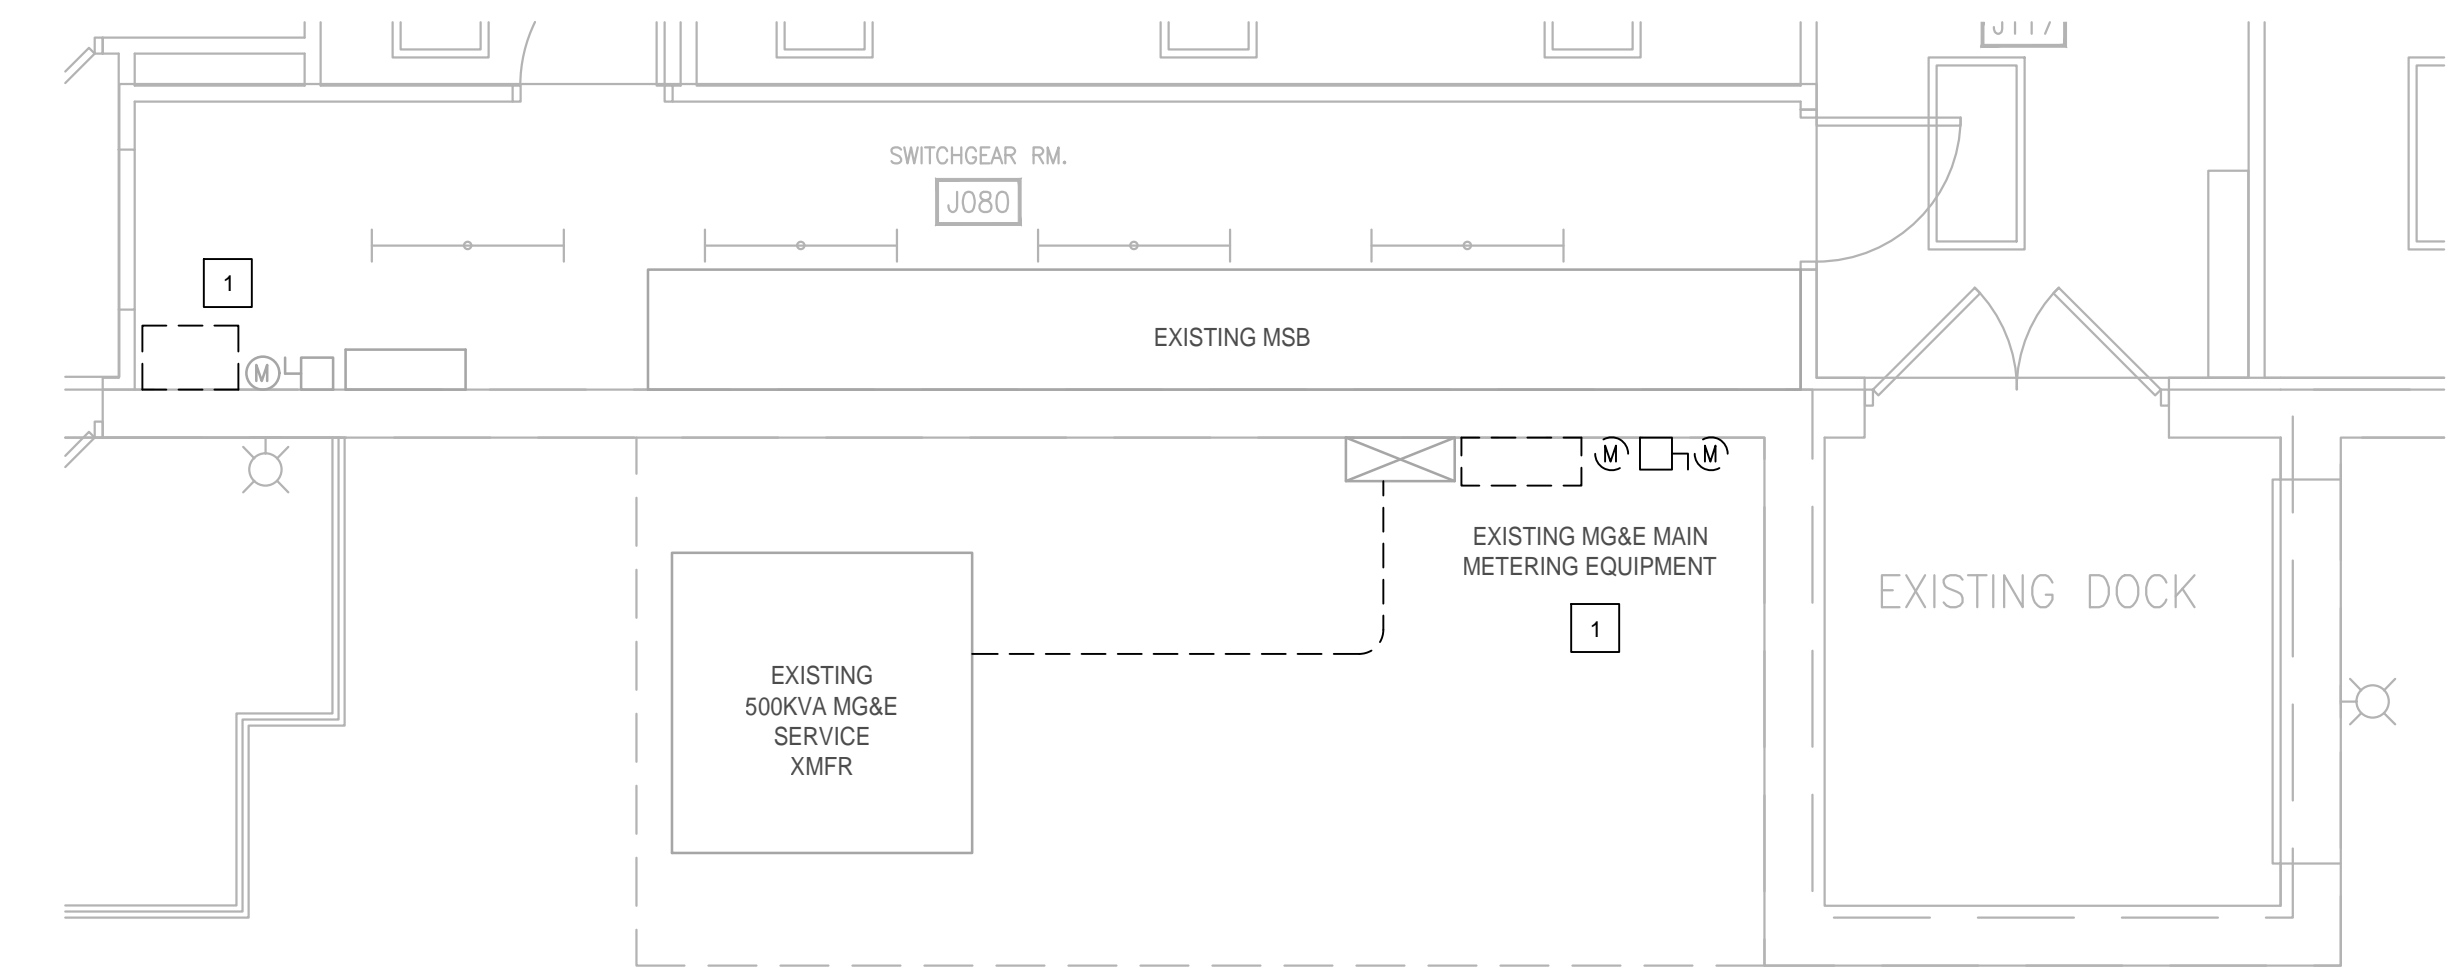 J117
SWITCHGEAR RM.
J080
1
EXISTING MSB
M
M
M
EXISTING MG&E MAIN
METERING EQUIPMENT
1
EXISTING DOCK
EXISTING
500KVA MG&E
SERVICE
XMFR